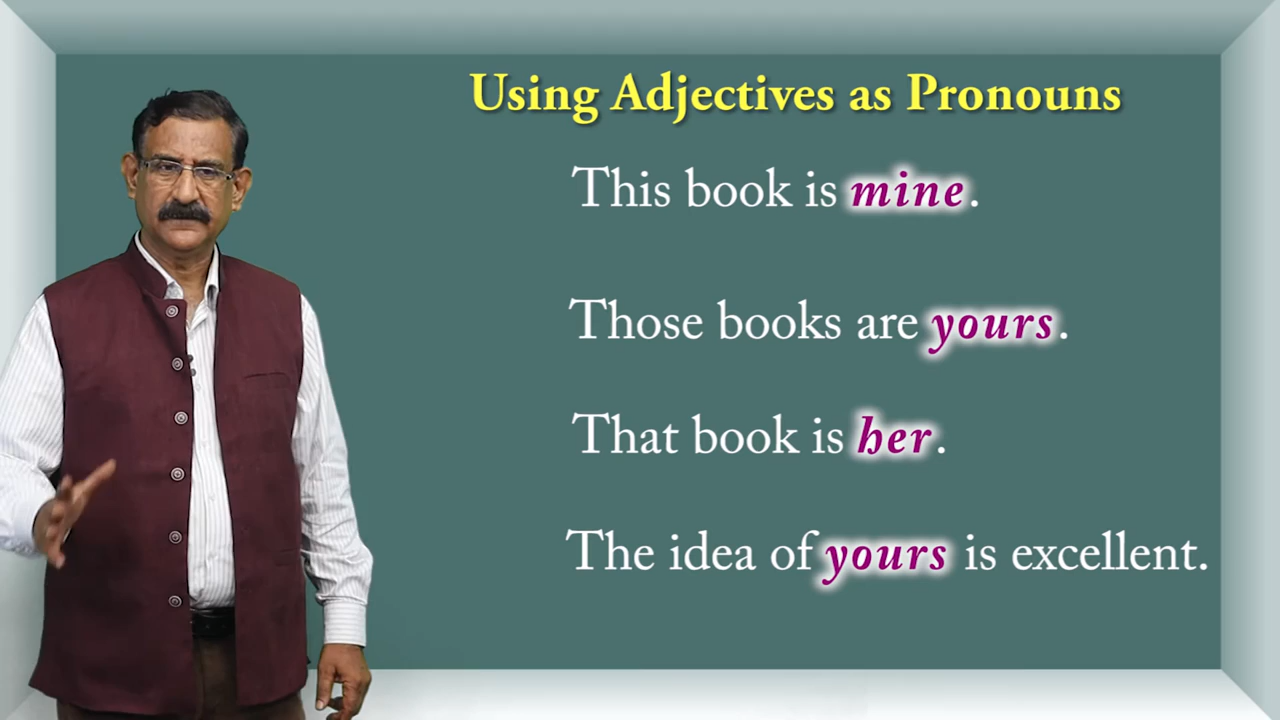 Using Adjectives as Pronouns
This book is mine.
Those books are yours.
That book is her.
The idea of yours is excellent.